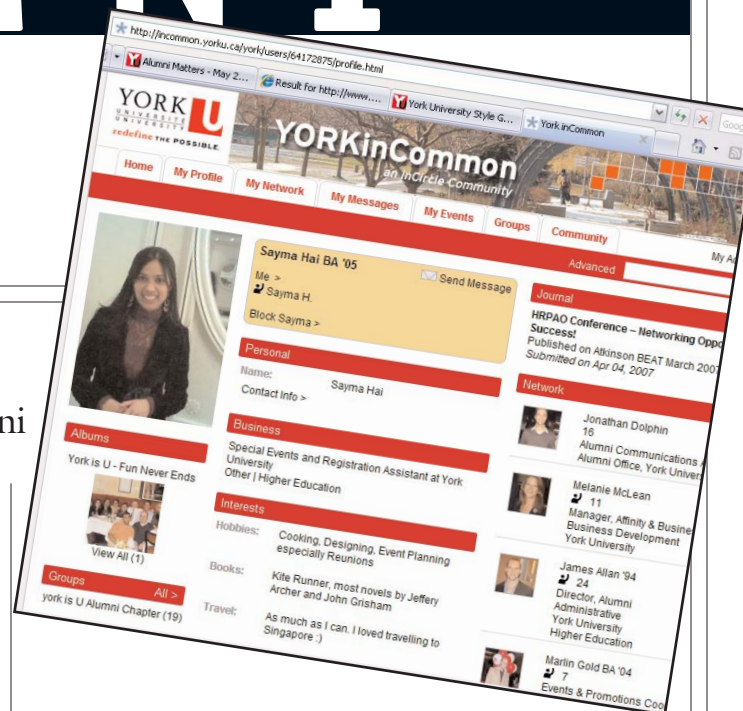 http://incommon.yorku.ca/york/users/64172875/profile.html
Alumni Matters - May 2...
Result for http://www....
York University Style G...
York inCommon
Goog
YORK U
UNIVERSITÉ
UNIVERSITY
redefine THE POSSIBLE.
YORKinCommon
an inCircle Community
Home
My Profile
My Network
My Messages
My Events
Groups
Community
Advanced
Sayma Hai BA '05
Send Message
Me >
Sayma H.
Block Sayma >
Personal
Name: Sayma Hai
Contact Info >
Business
Special Events and Registration Assistant at York
University
Other | Higher Education
Interests
Hobbies: Cooking, Designing, Event Planning
especially Reunions
Books: Kite Runner, most novels by Jeffery
Archer and John Grisham
Travel: As much as I can. I loved travelling to
Singapore :)
Journal
HRPAO Conference – Networking Oppo
Success!
Published on Atkinson BEAT March 2007
Submitted on Apr 04, 2007
Network
Jonathan Dolphin
16
Alumni Communications
Alumni Office, York Univers
Melanie McLean
11
Manager, Affinity & Busine
Business Development
York University
James Allan '94
24
Director, Alumni
Administrative
York University
Higher Education
Marlin Gold BA '04
7
Events & Promotions Coo
Albums
York is U - Fun Never Ends
View All (1)
Groups
All >
york is U Alumni Chapter (19)
ni